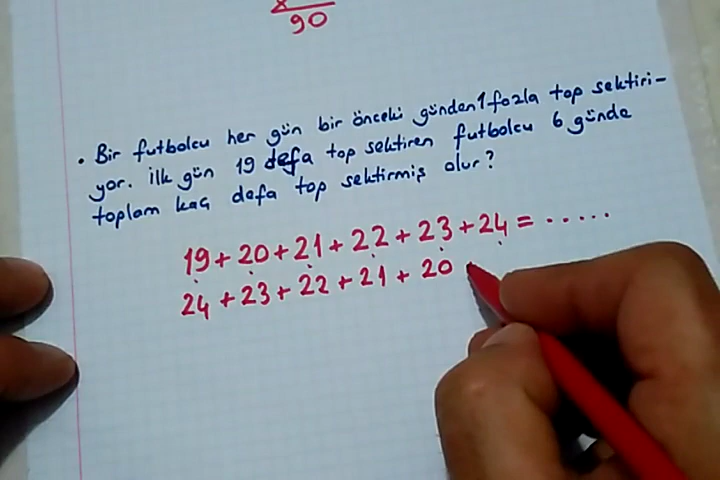 x
90
. Bir futbolcu her gün bir önceki günden 1 fazla top sektiri-
yor. ilk gün 19 defa top sektiren futbolcu 6 günde
toplam kaç defa top sektirmiş olur?
19+20+21+22+23+24=......
24+23+22+21+20